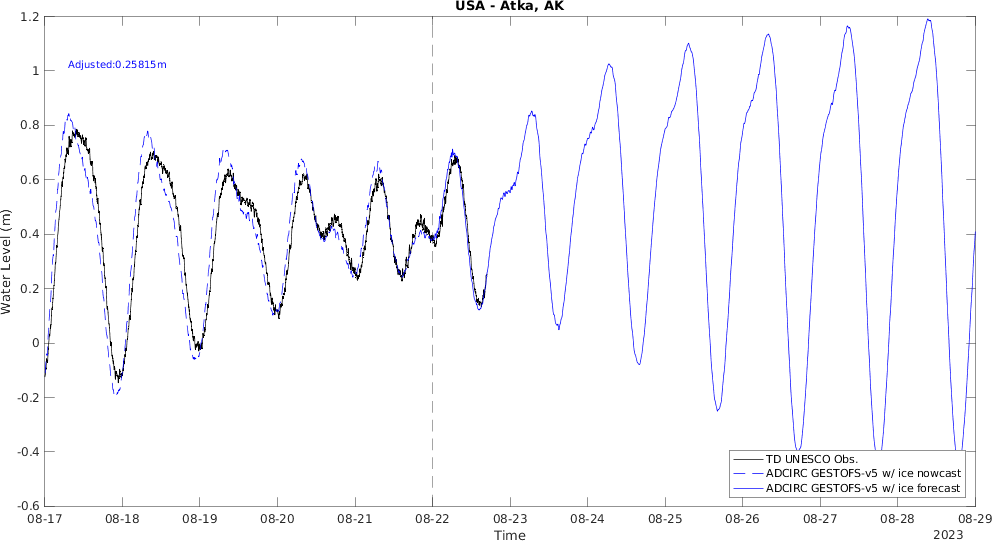 USA - Atka, AK
Adjusted:0.25815m
Water Level (m)
1.2
1
0.8
0.6
0.4
0.2
0
-0.2
-0.4
-0.6
TD UNESCO Obs.
ADCIRC GESTOFS-v5 w/ ice nowcast
ADCIRC GESTOFS-v5 w/ ice forecast
08-17 08-18 08-19 08-20 08-21 08-22 08-23 08-24 08-25 08-26 08-27 08-28 08-29
Time
2023